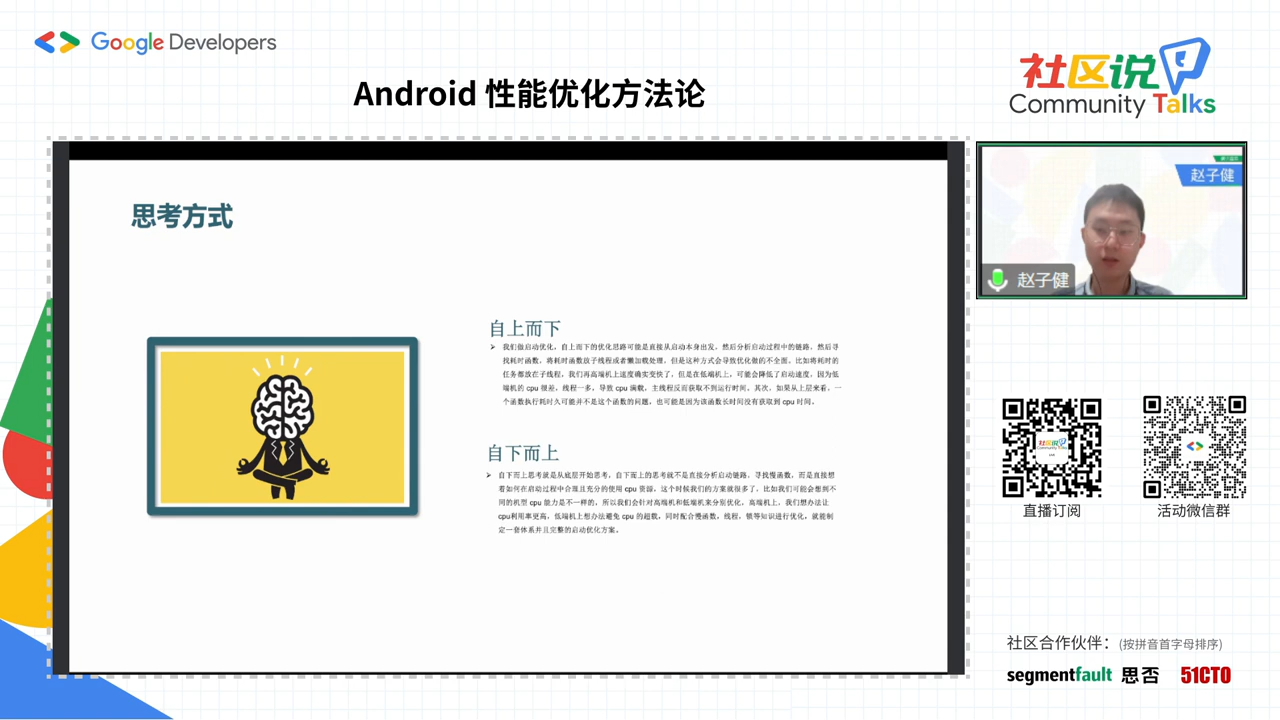 Google Developers
社区说
Community Talks
Android 性能优化方法论
思考方式
自上而下
➢ 我们做启动优化，自上而下的优化思路可能是直接从启动本身出发，然后分析启动过程中的链路，然后寻
找耗时函数，将耗时函数放子线程或者懒加载处理，但是这种方式会导致优化做的不全面，比如将耗时的
任务都放在子线程，我们再高端机上速度确实变快了，但是在低端机上，可能会降低了启动速度，因为低
端机的 cpu 很差，线程一多，导致 cpu 满载，主线程反而获取不到运行时间，其次，如果从上层来看，一
个函数执行耗时久可能并不是这个函数的问题，也可能是因为该函数长时间没有获取到 cpu 时间。
自下而上
➢ 自下而上思考就是从底层开始思考，自下而上的思考就不是直接分析启动链路，寻找慢函数，而是直接想
着如何在启动过程中合理且充分的使用 cpu 资源，这个时候我们的方案就很多了，比如我们可能会想到不
同的机型 cpu 能力是不一样的，所以我们会针对高端机和低端机来分别优化，高端机上，我们想办法让
cpu利用率更高，低端机上想办法避免 cpu 的超载，同时配合慢函数，线程，锁等知识进行优化，就能制
定一套体系并且完整的启动优化方案。
赵子健
赵子健
直播订阅
活动微信群
社区合作伙伴：(按拼音首字母排序)
segmentfault 思否
51CTO